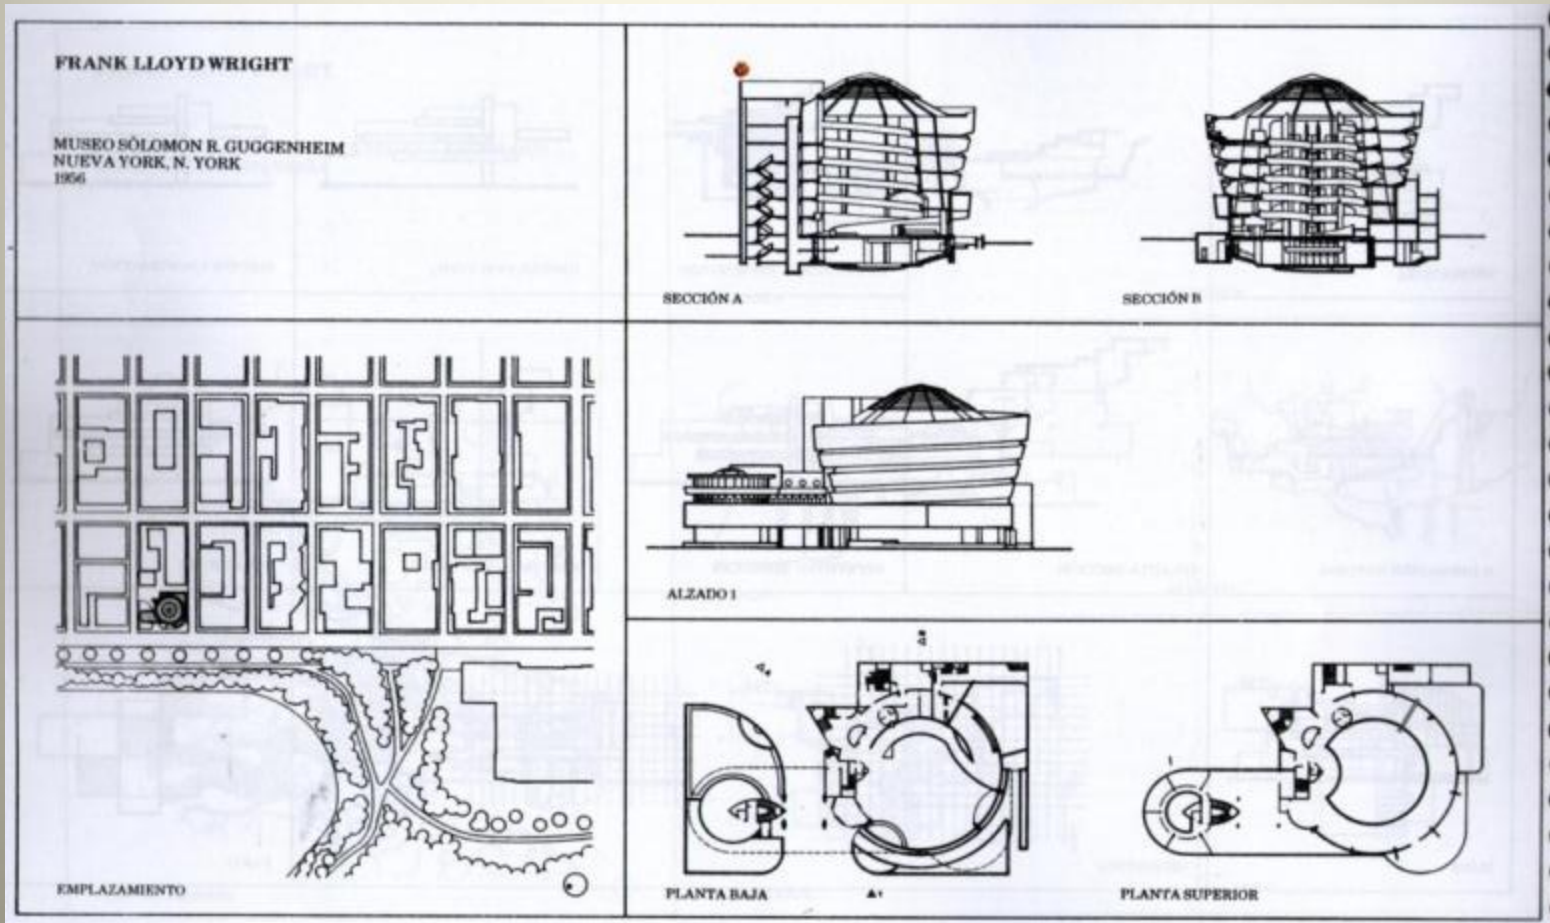 FRANK LLOYD WRIGHT
MUSEO SÓLOMON R. GUGGENHEIM
NUEVA YORK, N. YORK
1956
SECCIÓN A
SECCIÓN B
ALZADO 1
EMPLAZAMIENTO
PLANTA BAJA
PLANTA SUPERIOR